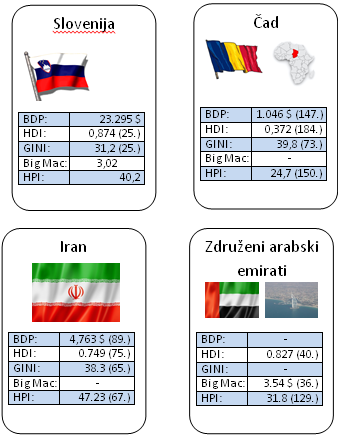 Slovenija
BDP: 23.295 $
HDI: 0,874 (25.)
GINI: 31,2 (25.)
Big Mac: 3,02
HPI: 40,2
Čad
BDP: 1.046 $ (147.)
HDI: 0,372 (184.)
GINI: 39,8 (73.)
Big Mac: -
HPI: 24,7 (150.)
Iran
BDP: 4,763 $ (89.)
HDI: 0.749 (75.)
GINI: 38.3 (65.)
Big Mac: -
HPI: 47.23 (67.)
Združeni arabski
emirati
BDP: -
HDI: 0.827 (40.)
GINI: -
Big Mac: 3.54 $ (36.)
HPI: 31.8 (129.)